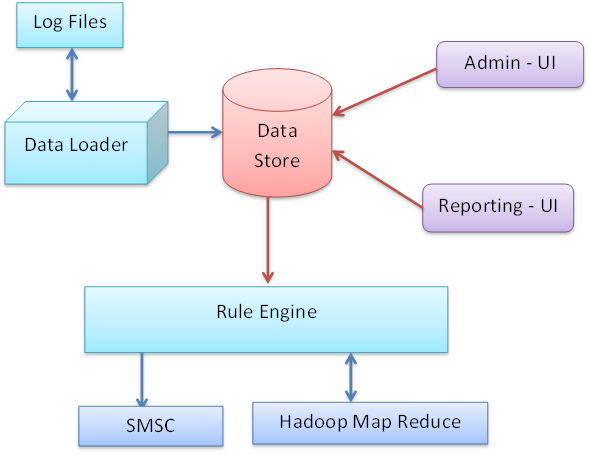 Log Files
Admin - UI
Data Loader
Data
Store
Reporting - UI
Rule Engine
SMSC
Hadoop Map Reduce